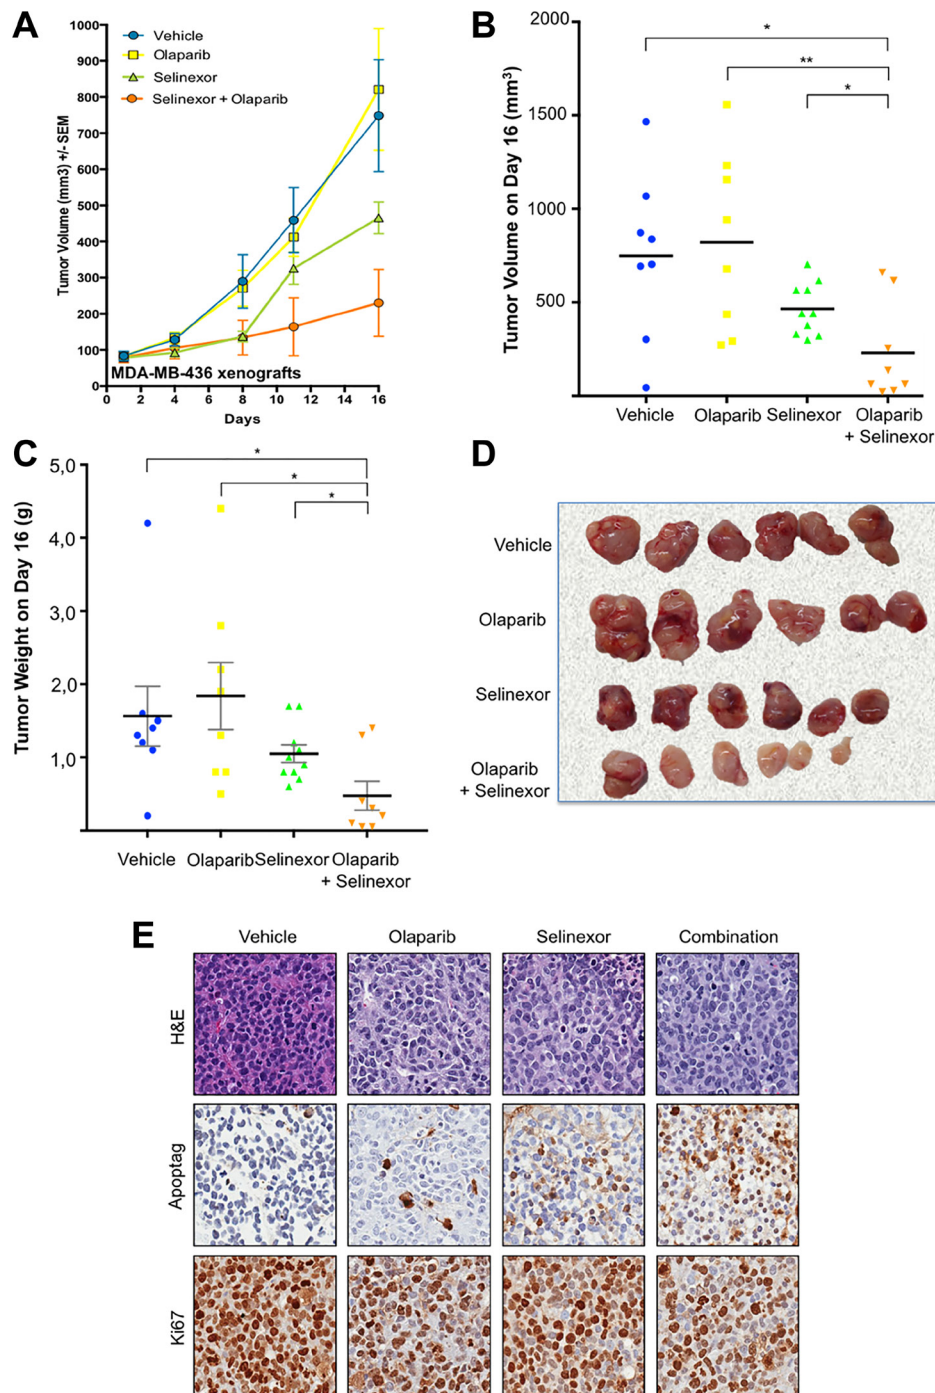 A
Vehicle
Olaparib
Selinexor
Selinexor + Olaparib
Tumor Volume (mm3) +/- SEM
1000
900
800
700
600
500
400
300
200
100
0
MDA-MB-436 xenografts
0 2 4 6 8 10 12 14 16
Days
B
Tumor Volume on Day 16 (mm³)
2000
1500
1000
500
*
**
*
Vehicle
Olaparib
Selinexor
Olaparib
+ Selinexor
C
Tumor Weight on Day 16 (g)
5,0
4,0
3,0
2,0
1,0
*
*
*
Vehicle
Olaparib
Selinexor
Olaparib
+ Selinexor
D
Vehicle
Olaparib
Selinexor
Olaparib
+ Selinexor
E
Vehicle
Olaparib
Selinexor
Combination
H&E
Apoptag
Ki67